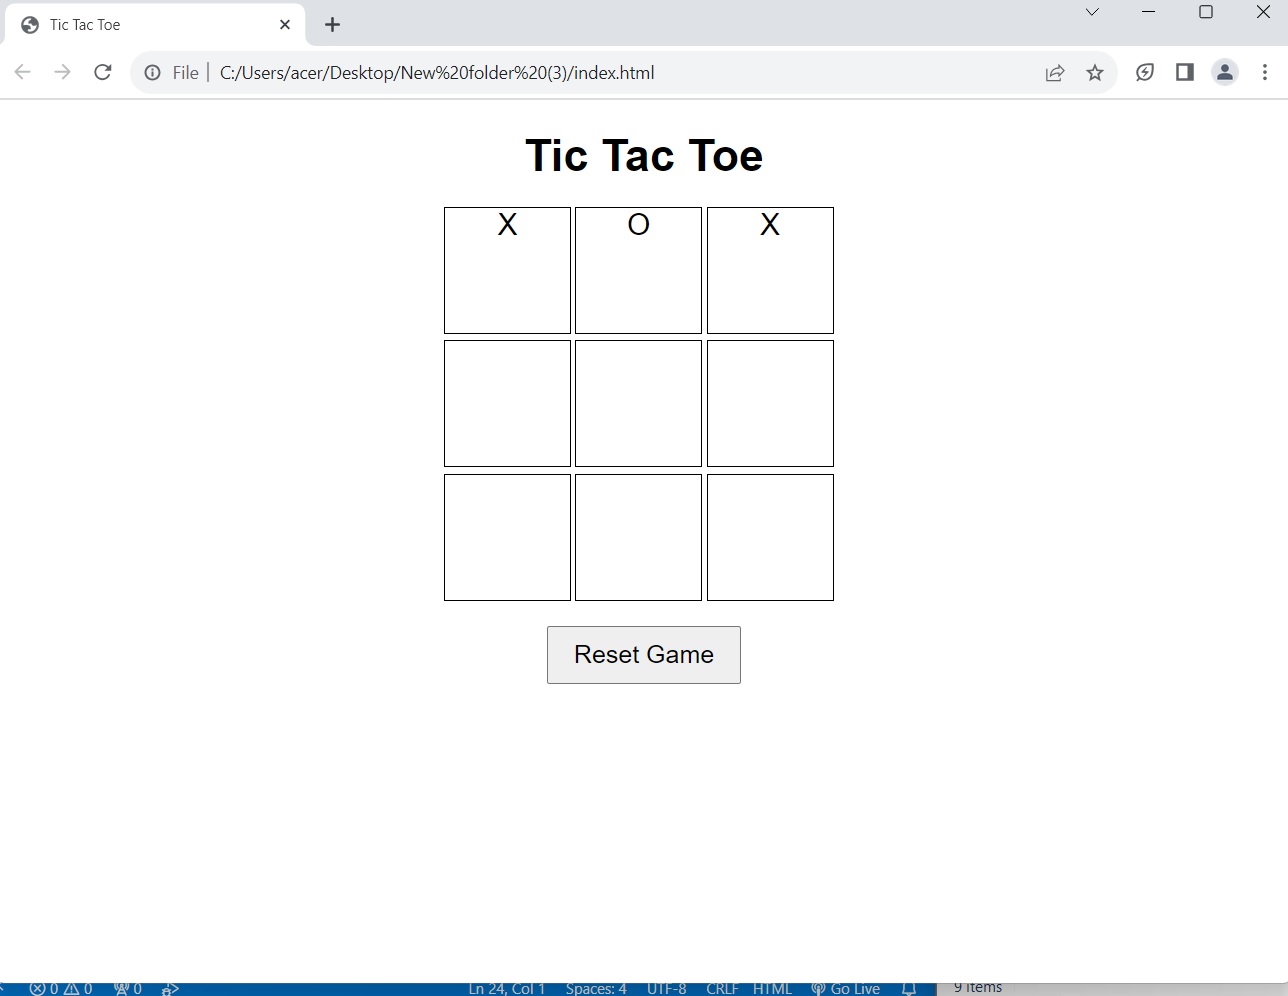 Tic Tac Toe
File C:/Users/acer/Desktop/New%20folder%20(3)/index.html
Tic Tac Toe
X O X
Reset Game
0 0 0 Ln 24, Col 1 Spaces: 4 UTF-8 CRLF HTML Go Live 9 items